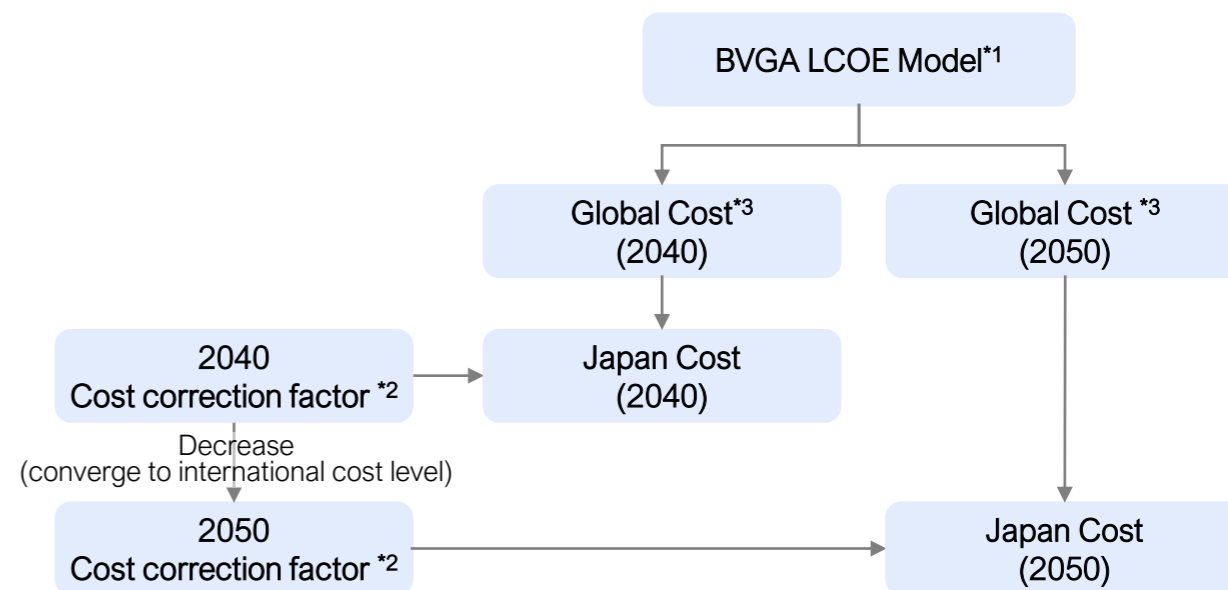 BVGA LCOE Model*1
Global Cost*3
(2040)
Global Cost *3
(2050)
2040
Cost correction factor *2
Japan Cost
(2040)
Decrease
(converge to international cost level)
2050
Cost correction factor *2
Japan Cost
(2050)